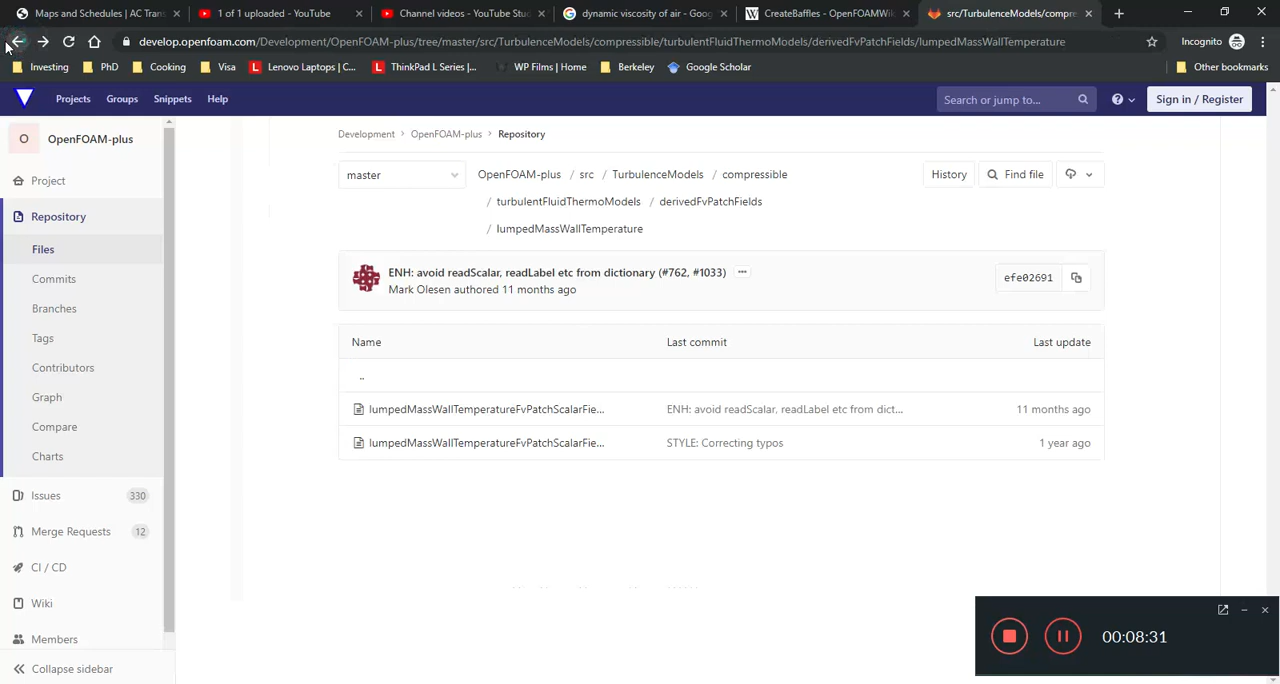 Maps and Schedules | AC Trans
1 of 1 uploaded - YouTube
Channel videos - YouTube Stud
dynamic viscosity of air - Goog
CreateBaffles - OpenFOAMWiki
src/TurbulenceModels/compre
develop.openfoam.com/Development/OpenFOAM-plus/tree/master/src/TurbulenceModels/compressible/turbulentFluidThermoModels/derivedFvPatchFields/lumpedMassWallTemperature
Incognito
Investing
PhD
Cooking
Visa
Lenovo Laptops | C...
ThinkPad L Series |...
WP Films | Home
Berkeley
Google Scholar
Other bookmarks
Projects Groups Snippets Help
Search or jump to...
Sign in / Register
O OpenFOAM-plus
Project
Repository
Files
Commits
Branches
Tags
Contributors
Graph
Compare
Charts
Issues 330
Merge Requests 12
CI / CD
Wiki
Members
Collapse sidebar
Development > OpenFOAM-plus > Repository
master
OpenFOAM-plus / src / TurbulenceModels / compressible
/ turbulentFluidThermoModels / derivedFvPatchFields
/ lumpedMassWallTemperature
History
Find file
ENH: avoid readScalar, readLabel etc from dictionary (#762, #1033) ...
Mark Olesen authored 11 months ago
efe02691
Name Last commit Last update
..
lumpedMassWallTemperatureFvPatchScalarFie... ENH: avoid readScalar, readLabel etc from dict... 11 months ago
lumpedMassWallTemperatureFvPatchScalarFie... STYLE: Correcting typos 1 year ago
00:08:31